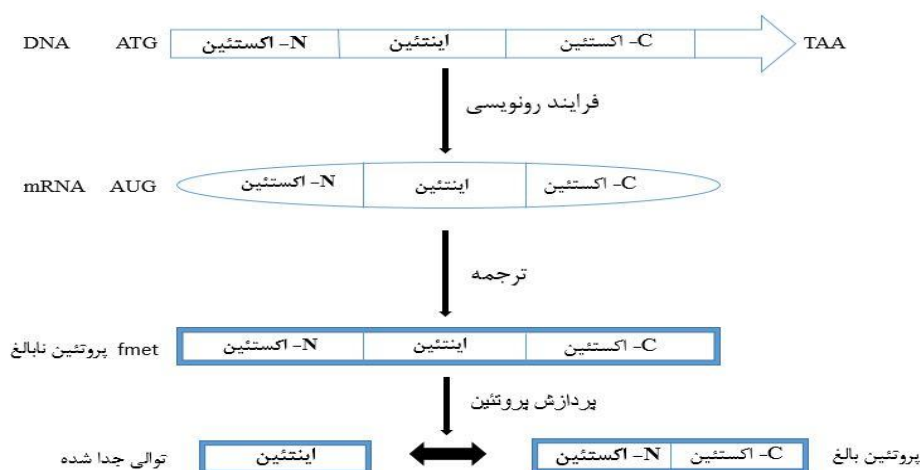 DNA ATG N- اکستئین اینتئین C- اکستئین TAA
فرایند رونویسی
mRNA AUG N- اکستئین اینتئین C- اکستئین
ترجمه
پروتئین نابالغ fmet N- اکستئین اینتئین C- اکستئین
پردازش پروتئین
توالی جدا شده اینتئین N- اکستئین C- اکستئین پروتئین بالغ